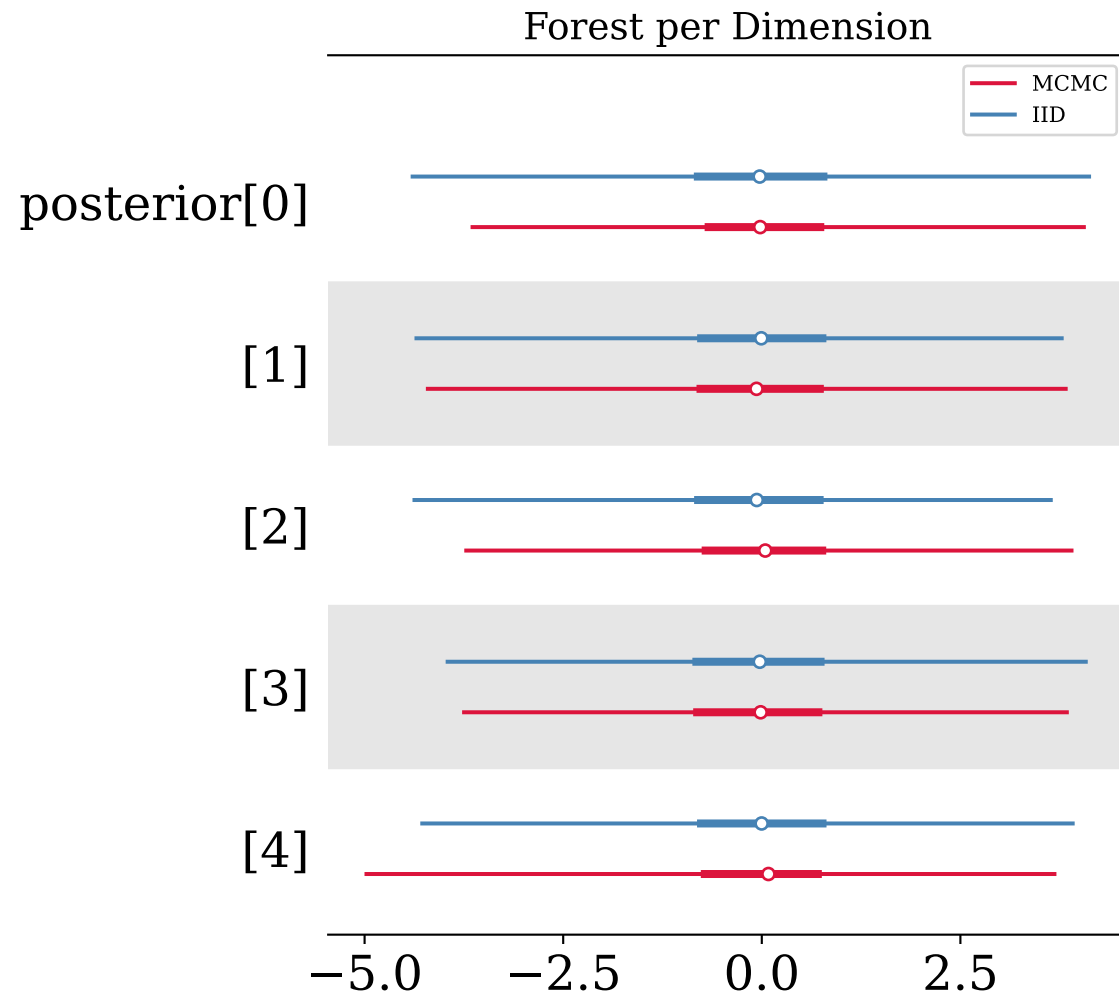 Forest per Dimension
MCMC
IID
posterior[0]
[1]
[2]
[3]
[4]
−5.0 −2.5 0.0 2.5